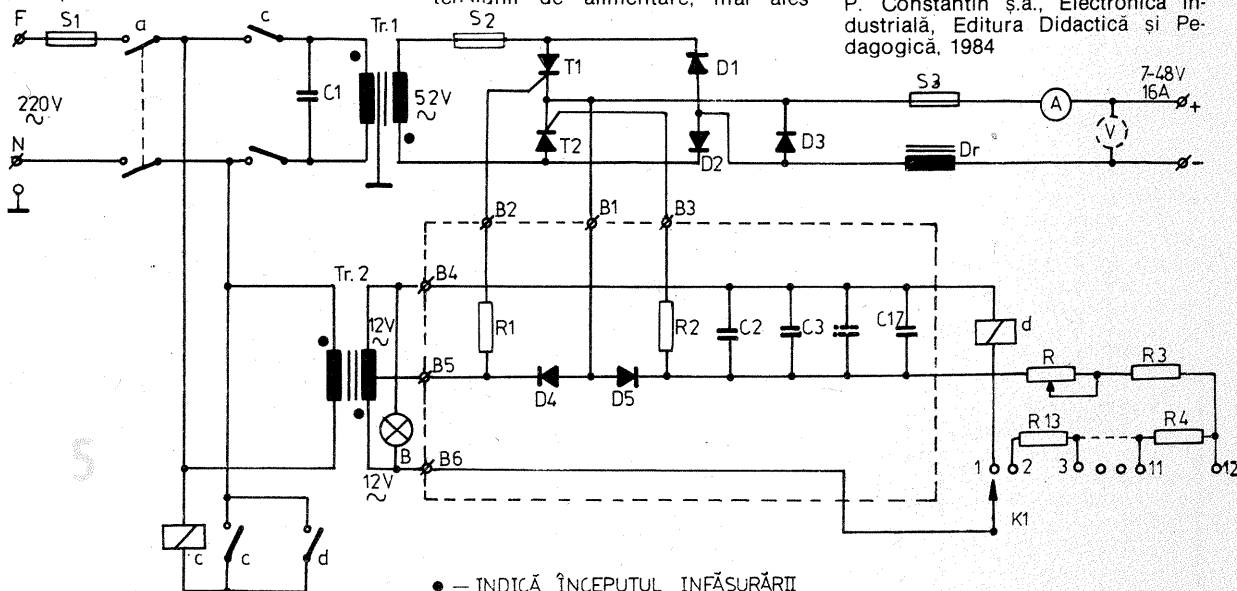 tensiunii de alimentare, mai ales
P. Constantin ș.a., Electronica in-
dustrială, Editura Didactică și Pe-
dagogică, 1984
F S1 a c Tr.1 S2
T1 D1
7-48V
S3 16A
220V C1 52V A V +
N T2 D2 D3 Dr -
B2 B1 B3
Tr. 2 B4
12V R1 R2 C2 C3 C17 d
B5 D4 D5 R R3
B R13 R4
12V B6 1 2 3 11 12
5
c c d K1
● — INDICĂ ÎNCEPUTUL INFĂSURĂRII